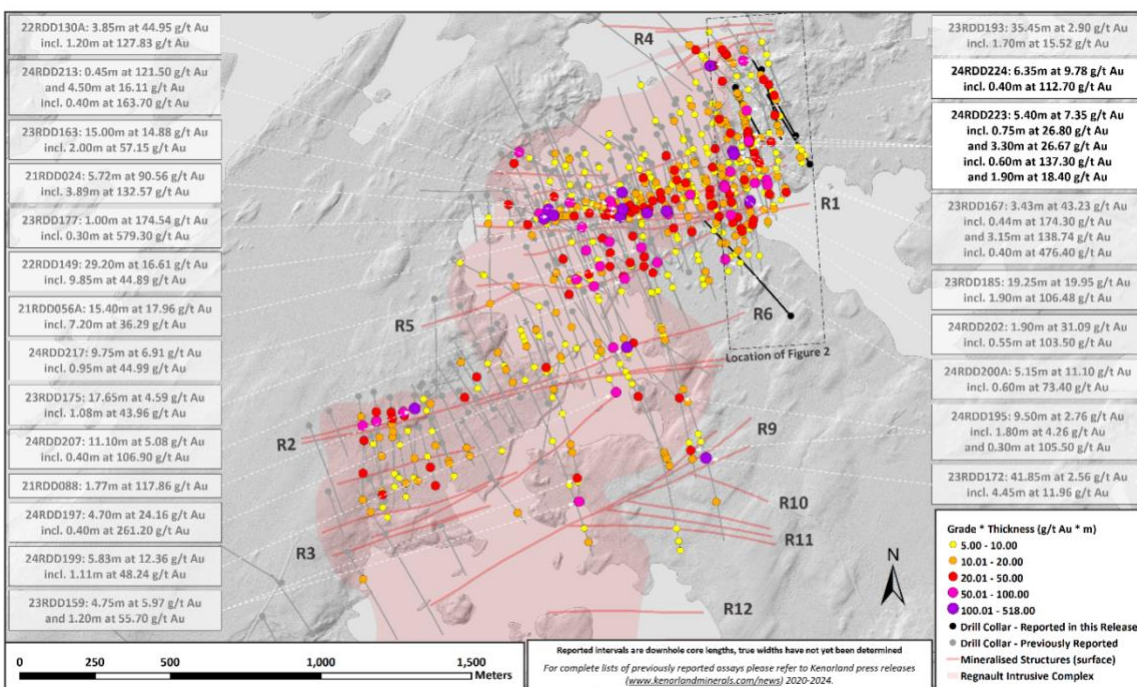 22RDD130A: 3.85m at 44.95 g/t Au
incl. 1.20m at 127.83 g/t Au
24RDD213: 0.45m at 121.50 g/t Au
and 4.50m at 16.11 g/t Au
incl. 0.40m at 163.70 g/t Au
23RDD163: 15.00m at 14.88 g/t Au
incl. 2.00m at 57.15 g/t Au
21RDD024: 5.72m at 90.56 g/t Au
incl. 3.89m at 132.57 g/t Au
23RDD177: 1.00m at 174.54 g/t Au
incl. 0.30m at 579.30 g/t Au
22RDD149: 29.20m at 16.61 g/t Au
incl. 9.85m at 44.89 g/t Au
21RDD056A: 15.40m at 17.96 g/t Au
incl. 7.20m at 36.29 g/t Au
24RDD217: 9.75m at 6.91 g/t Au
incl. 0.95m at 44.99 g/t Au
23RDD175: 17.65m at 4.59 g/t Au
incl. 1.08m at 43.96 g/t Au
24RDD207: 11.10m at 5.08 g/t Au
incl. 0.40m at 106.90 g/t Au
21RDD088: 1.77m at 117.86 g/t Au
24RDD197: 4.70m at 24.16 g/t Au
incl. 0.40m at 261.20 g/t Au
24RDD199: 5.83m at 12.36 g/t Au
incl. 1.11m at 48.24 g/t Au
23RDD159: 4.75m at 5.97 g/t Au
and 1.20m at 55.70 g/t Au
R4
R1
R6
Location of Figure 2
R5
R2
R9
R10
R11
R3
R12
N
23RDD193: 35.45m at 2.90 g/t Au
incl. 1.70m at 15.52 g/t Au
24RDD224: 6.35m at 9.78 g/t Au
incl. 0.40m at 112.70 g/t Au
24RDD223: 5.40m at 7.35 g/t Au
incl. 0.75m at 26.80 g/t Au
and 3.30m at 26.67 g/t Au
incl. 0.60m at 137.30 g/t Au
and 1.90m at 18.40 g/t Au
23RDD167: 3.43m at 43.23 g/t Au
incl. 0.44m at 174.30 g/t Au
and 3.15m at 138.74 g/t Au
incl. 0.40m at 476.40 g/t Au
23RDD185: 19.25m at 19.95 g/t Au
incl. 1.90m at 106.48 g/t Au
24RDD202: 1.90m at 31.09 g/t Au
incl. 0.55m at 103.50 g/t Au
24RDD200A: 5.15m at 11.10 g/t Au
incl. 0.60m at 73.40 g/t Au
24RDD195: 9.50m at 2.76 g/t Au
incl. 1.80m at 4.26 g/t Au
and 0.30m at 105.50 g/t Au
23RDD172: 41.85m at 2.56 g/t Au
incl. 4.45m at 11.96 g/t Au
Grade * Thickness (g/t Au * m)
5.00 - 10.00
10.01 - 20.00
20.01 - 50.00
50.01 - 100.00
100.01 - 518.00
Drill Collar - Reported in this Release
Drill Collar - Previously Reported
Mineralised Structures (surface)
Regnault Intrusive Complex
0 250 500 1,000 1,500
Meters
Reported intervals are downhole core lengths, true widths have not yet been determined
For complete lists of previously reported assays please refer to Kenorland press releases
(www.kenorlandminerals.com/news) 2020-2024.